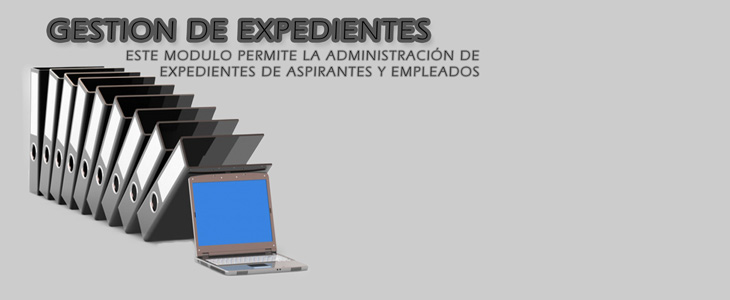 GESTION DE EXPEDIENTES
ESTE MODULO PERMITE LA ADMINISTRACIÓN DE
EXPEDIENTES DE ASPIRANTES Y EMPLEADOS